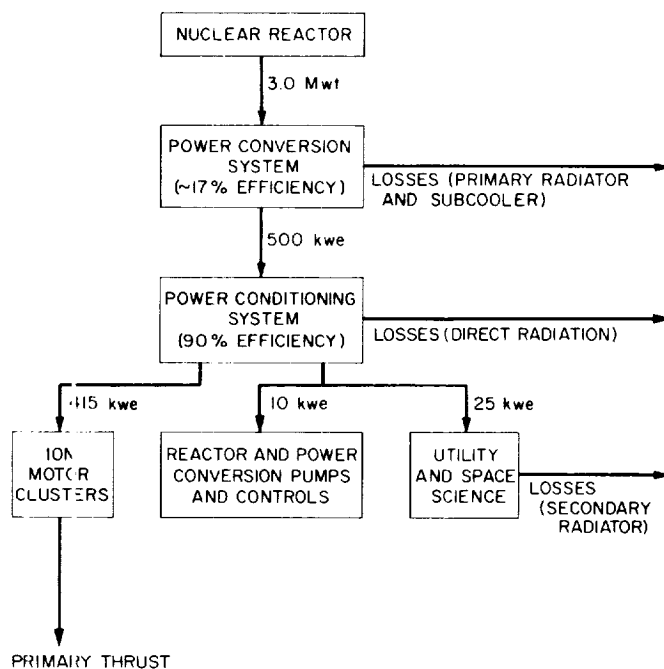 NUCLEAR REACTOR
3.0 Mwt
POWER CONVERSION
SYSTEM
(~17% EFFICIENCY)
LOSSES (PRIMARY RADIATOR
AND SUBCOOLER)
500 kwe
POWER CONDITIONING
SYSTEM
(90% EFFICIENCY)
LOSSES (DIRECT RADIATION)
415 kwe
10 kwe
25 kwe
ION
MOTOR
CLUSTERS
REACTOR AND POWER
CONVERSION PUMPS
AND CONTROLS
UTILITY
AND SPACE
SCIENCE
LOSSES
(SECONDARY
RADIATOR)
PRIMARY THRUST